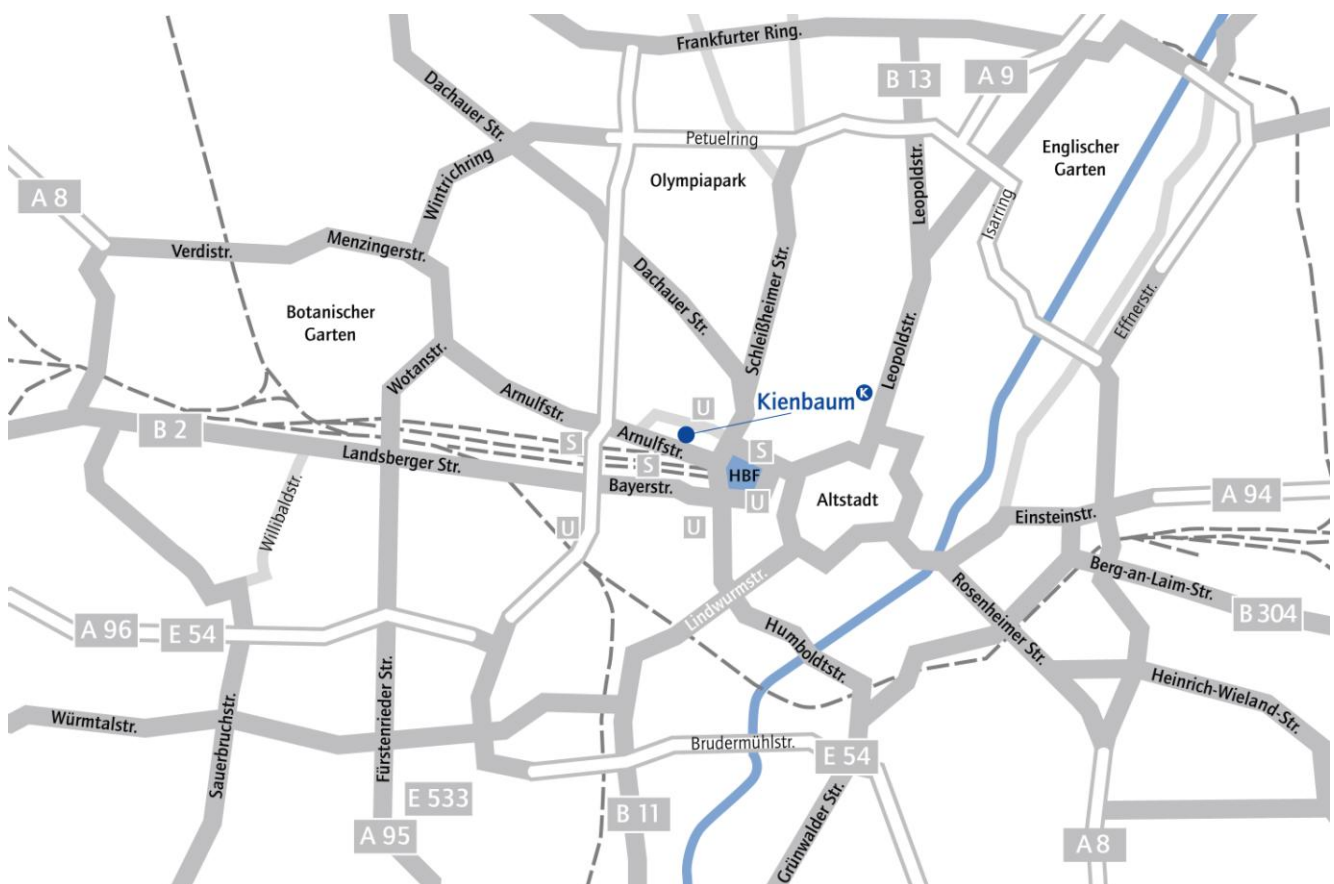 Frankfurter Ring.
Dachauer Str.
B 13
A 9
Petuelring
Englischer
Garten
Wintrichring
Olympiapark
Leopoldstr.
A 8
Isarring
Verdistr.
Menzingerstr.
Dachauer Str.
Schleißheimer Str.
Effnerstr.
Botanischer
Garten
Wotanstr.
Leopoldstr.
Arnulfstr.
U
Kienbaum K
B 2
S
Arnulfstr.
S
Landsberger Str.
S
HBF
Bayerstr.
Altstadt
A 94
U
Einsteinstr.
Willibaldstr.
U
U
Berg-an-Laim-Str.
Lindwurmstr.
Rosenheimer Str.
B 304
A 96
E 54
Humboldtstr.
Heinrich-Wieland-Str.
Würmtalstr.
Sauerbruchstr.
Fürstenrieder Str.
Brudermühlstr.
E 54
E 533
B 11
Grünwalder Str.
A 95
A 8